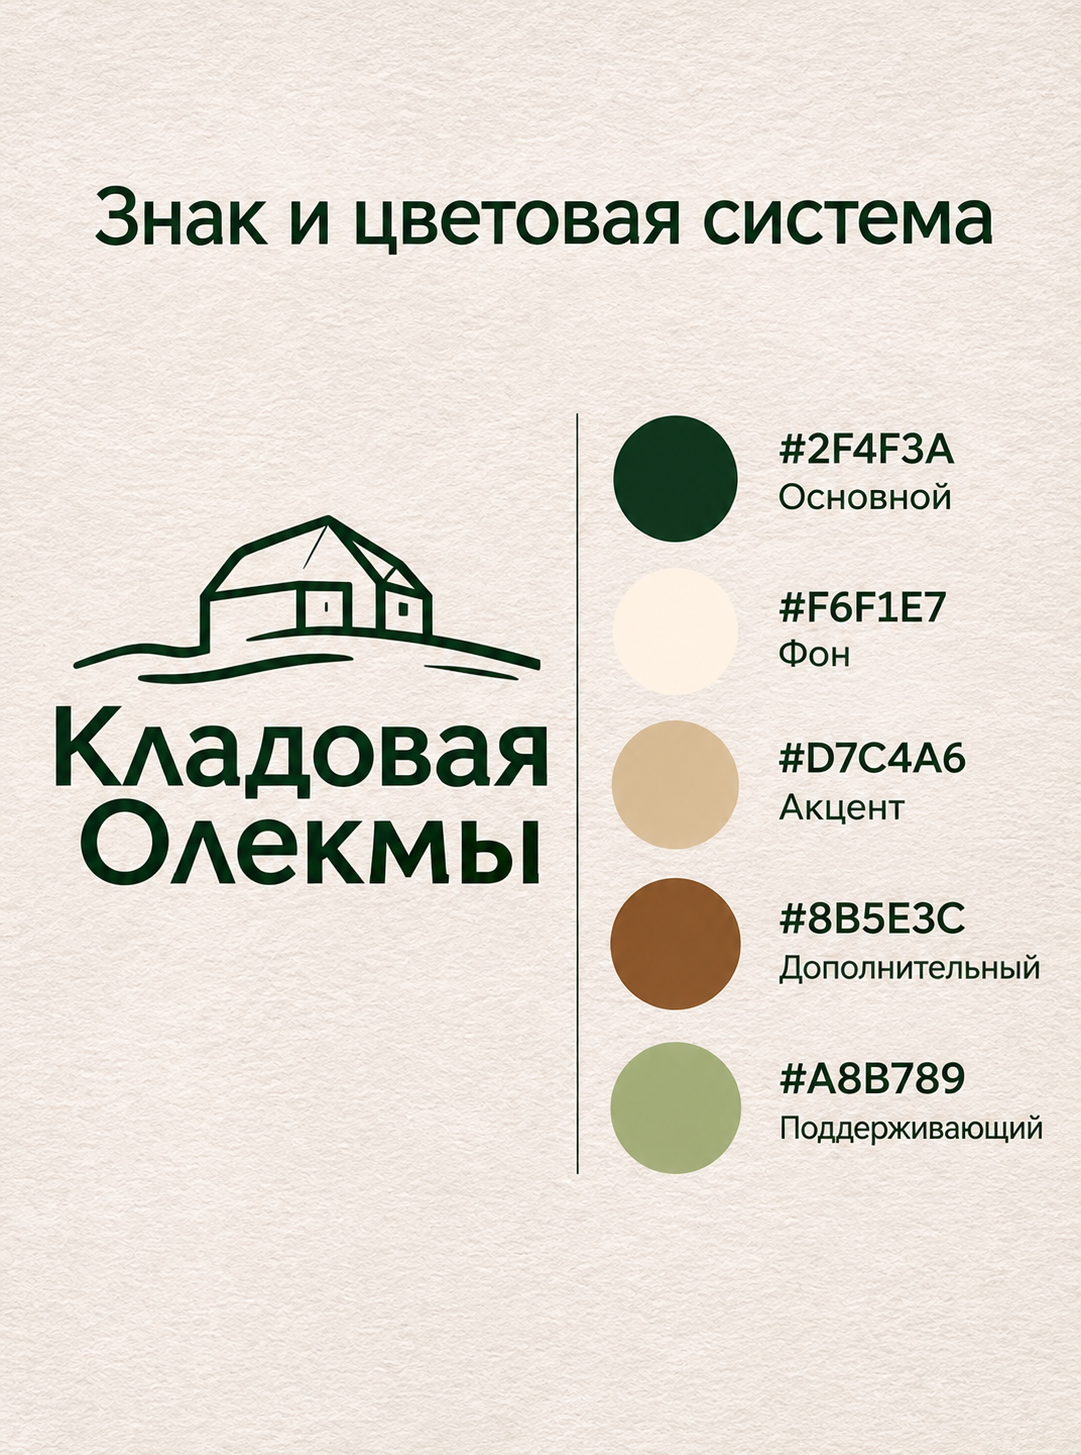 Знак и цветовая система
Кладовая
Олекмы
#2F4F3A
Основной
#F6F1E7
Фон
#D7C4A6
Акцент
#8B5E3C
Дополнительный
#A8B789
Поддерживающий